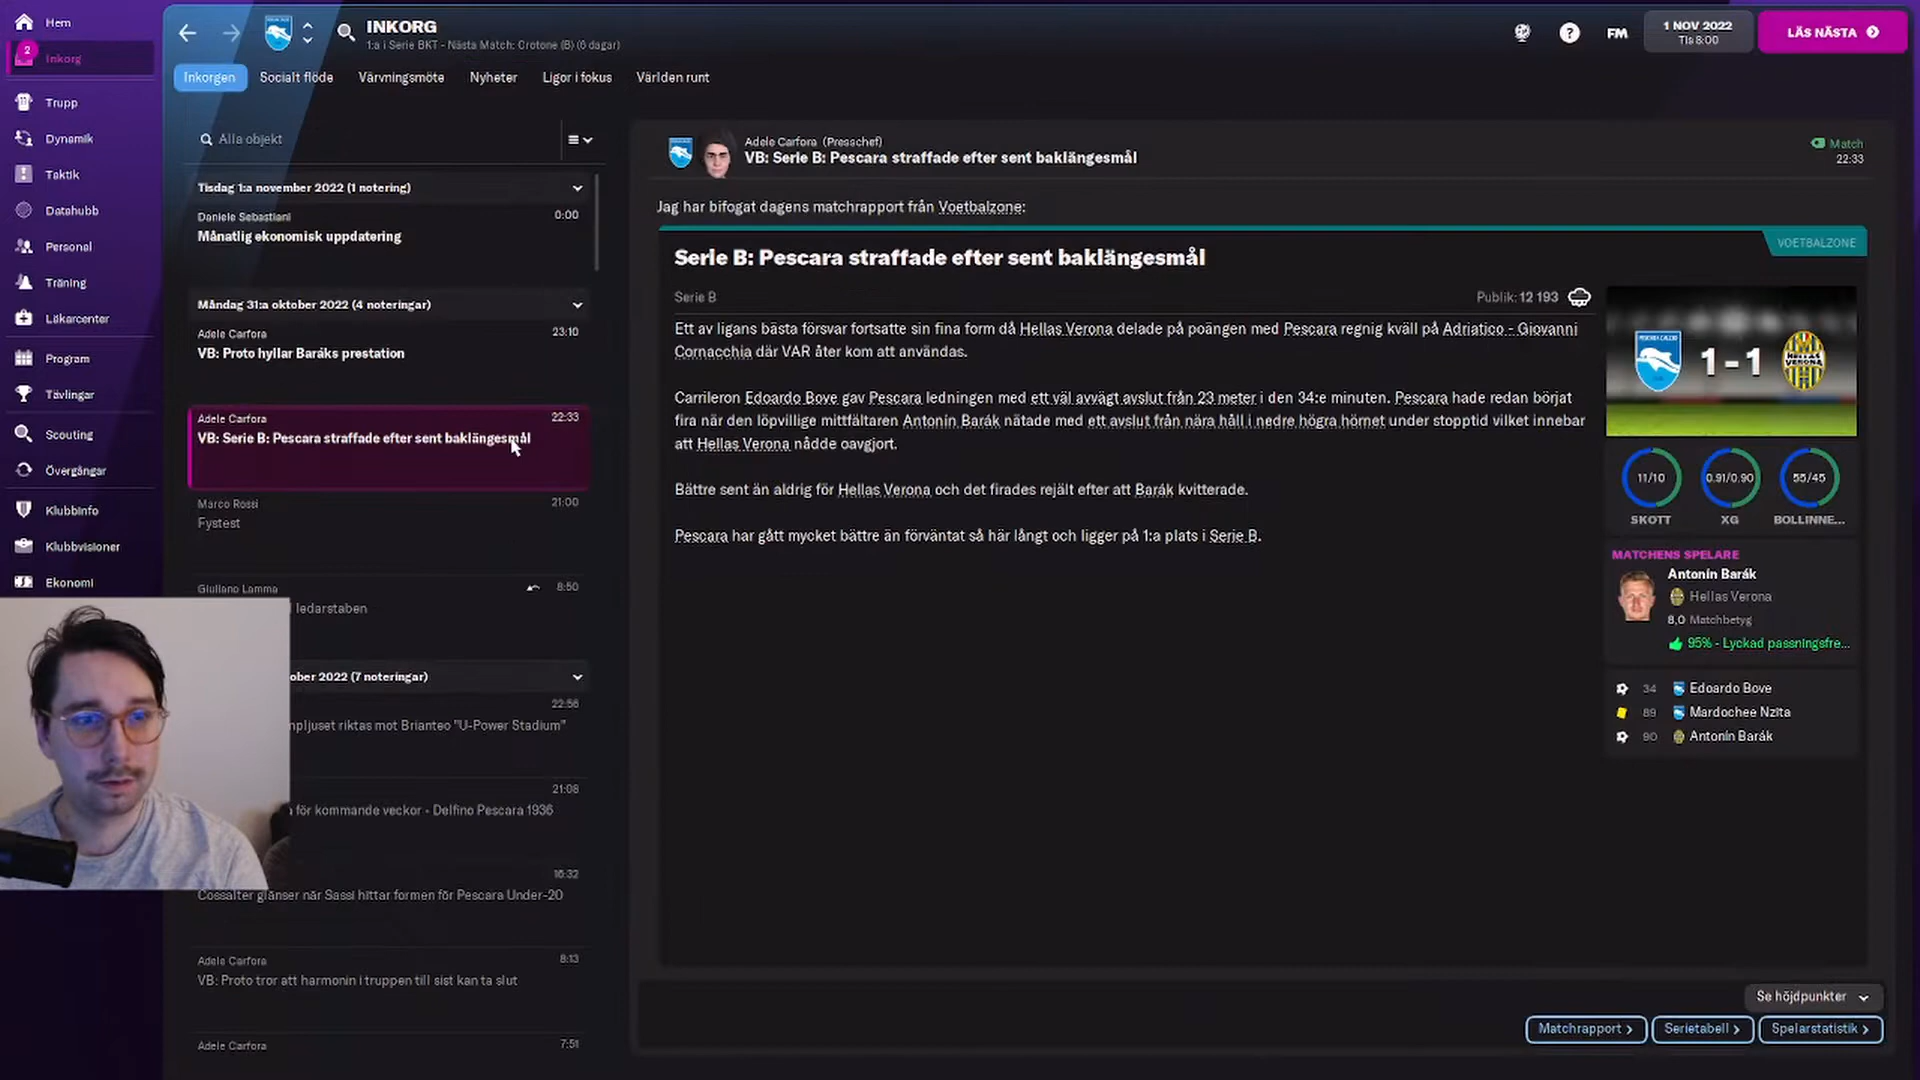 Hem
2
Inkorg
Trupp
Dynamik
Taktik
Datahubb
Personal
Träning
Läkarcenter
Program
Tävlingar
Scouting
Övergångar
Klubbinfo
Klubbvisioner
Ekonomi
INKORG
1:a i Serie BKT - Nästa Match: Crotone (B) (6 dagar)
?
FM
1 NOV 2022
Tis 8:00
LÄS NÄSTA
Inkorgen
Socialt flöde
Värvningsmöte
Nyheter
Ligor i fokus
Världen runt
Alla objekt
Tisdag 1:a november 2022 (1 notering)
Daniele Sebastiani
0:00
Månatlig ekonomisk uppdatering
Måndag 31:a oktober 2022 (4 noteringar)
Adele Carfora
23:10
VB: Proto hyllar Baráks prestation
Adele Carfora
22:33
VB: Serie B: Pescara straffade efter sent baklängesmål
Marco Rossi
21:00
Fystest
Giuliano Lamma
8:50
ledarstaben
ober 2022 (7 noteringar)
22:56
mpljuset riktas mot Brianteo "U-Power Stadium"
21:08
för kommande veckor - Delfino Pescara 1936
16:32
Cossalter glänser när Sassi hittar formen för Pescara Under-20
Adele Carfora
8:13
VB: Proto tror att harmonin i truppen till sist kan ta slut
Adele Carfora
7:51
Adele Carfora (Presschef)
VB: Serie B: Pescara straffade efter sent baklängesmål
Match
22:33
Jag har bifogat dagens matchrapport från Voetbalzone:
VOETBALZONE
Serie B: Pescara straffade efter sent baklängesmål
Serie B
Publik: 12 193
Ett av ligans bästa försvar fortsatte sin fina form då Hellas Verona delade på poängen med Pescara regnig kväll på Adriatico - Giovanni
Cornacchia där VAR åter kom att användas.
Carrileron Edoardo Bove gav Pescara ledningen med ett väl avvägt avslut från 23 meter i den 34:e minuten. Pescara hade redan börjat
fira när den löpvillige mittfältaren Antonín Barák nätade med ett avslut från nära håll i nedre högra hörnet under stopptid vilket innebar
att Hellas Verona nådde oavgjort.
Bättre sent än aldrig för Hellas Verona och det firades rejält efter att Barák kvitterade.
Pescara har gått mycket bättre än förväntat så här långt och ligger på 1:a plats i Serie B.
1 - 1
11/10
SKOTT
0.91/0.90
XG
55/45
BOLLINNE...
MATCHENS SPELARE
Antonín Barák
Hellas Verona
8,0 Matchbetyg
95% - Lyckad passningsfre...
34 Edoardo Bove
89 Mardochee Nzita
90 Antonín Barák
Se höjdpunkter
Matchrapport
Serietabell
Spelarstatistik